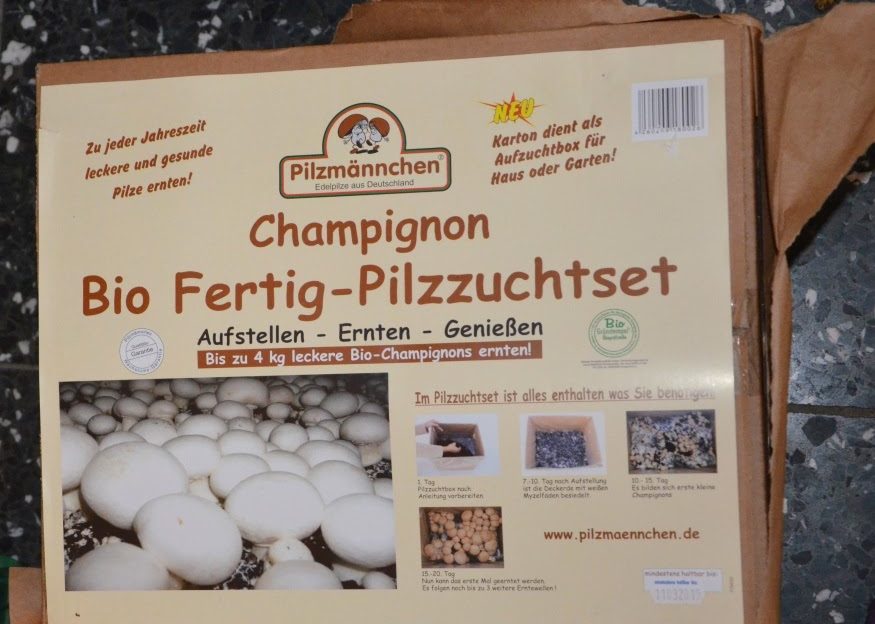 Zu jeder Jahreszeit
leckere und gesunde
Pilze ernten!
Pilzmännchen®
Edelpilze aus Deutschland
NEU
Karton dient als
Aufzuchtbox für
Haus oder Garten!
Champignon
Bio Fertig-Pilzzuchtset
Aufstellen - Ernten - Genießen
Bis zu 4 kg leckere Bio-Champignons ernten!
Garantie
Bio
Im Pilzzuchtset ist alles enthalten was Sie benötigen!
1. Tag
Pilzzuchtbox nach
Anleitung vorbereiten.
7.-10. Tag nach Aufstellung
ist die Deckerde mit weißen
Myzelfäden besiedelt.
10.- 15. Tag
Es bilden sich erste kleine
Champignons
15.-20. Tag
Nun kann das erste Mal geerntet werden.
Es folgen noch bis zu 3 weitere Erntewellen !
www.pilzmaennchen.de
mindestens haltbar bis:
11032015